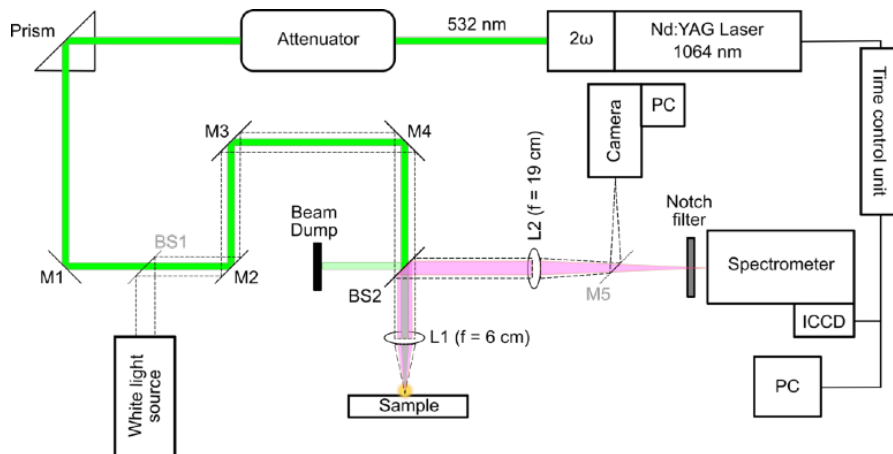 Prism
Attenuator
532 nm
2ω
Nd:YAG Laser
1064 nm
Time control unit
M3
M4
Camera
PC
L2 (f = 19 cm)
Notch
filter
Beam
Dump
BS1
M1
M2
BS2
M5
Spectrometer
ICCD
L1 (f = 6 cm)
PC
White light
source
Sample